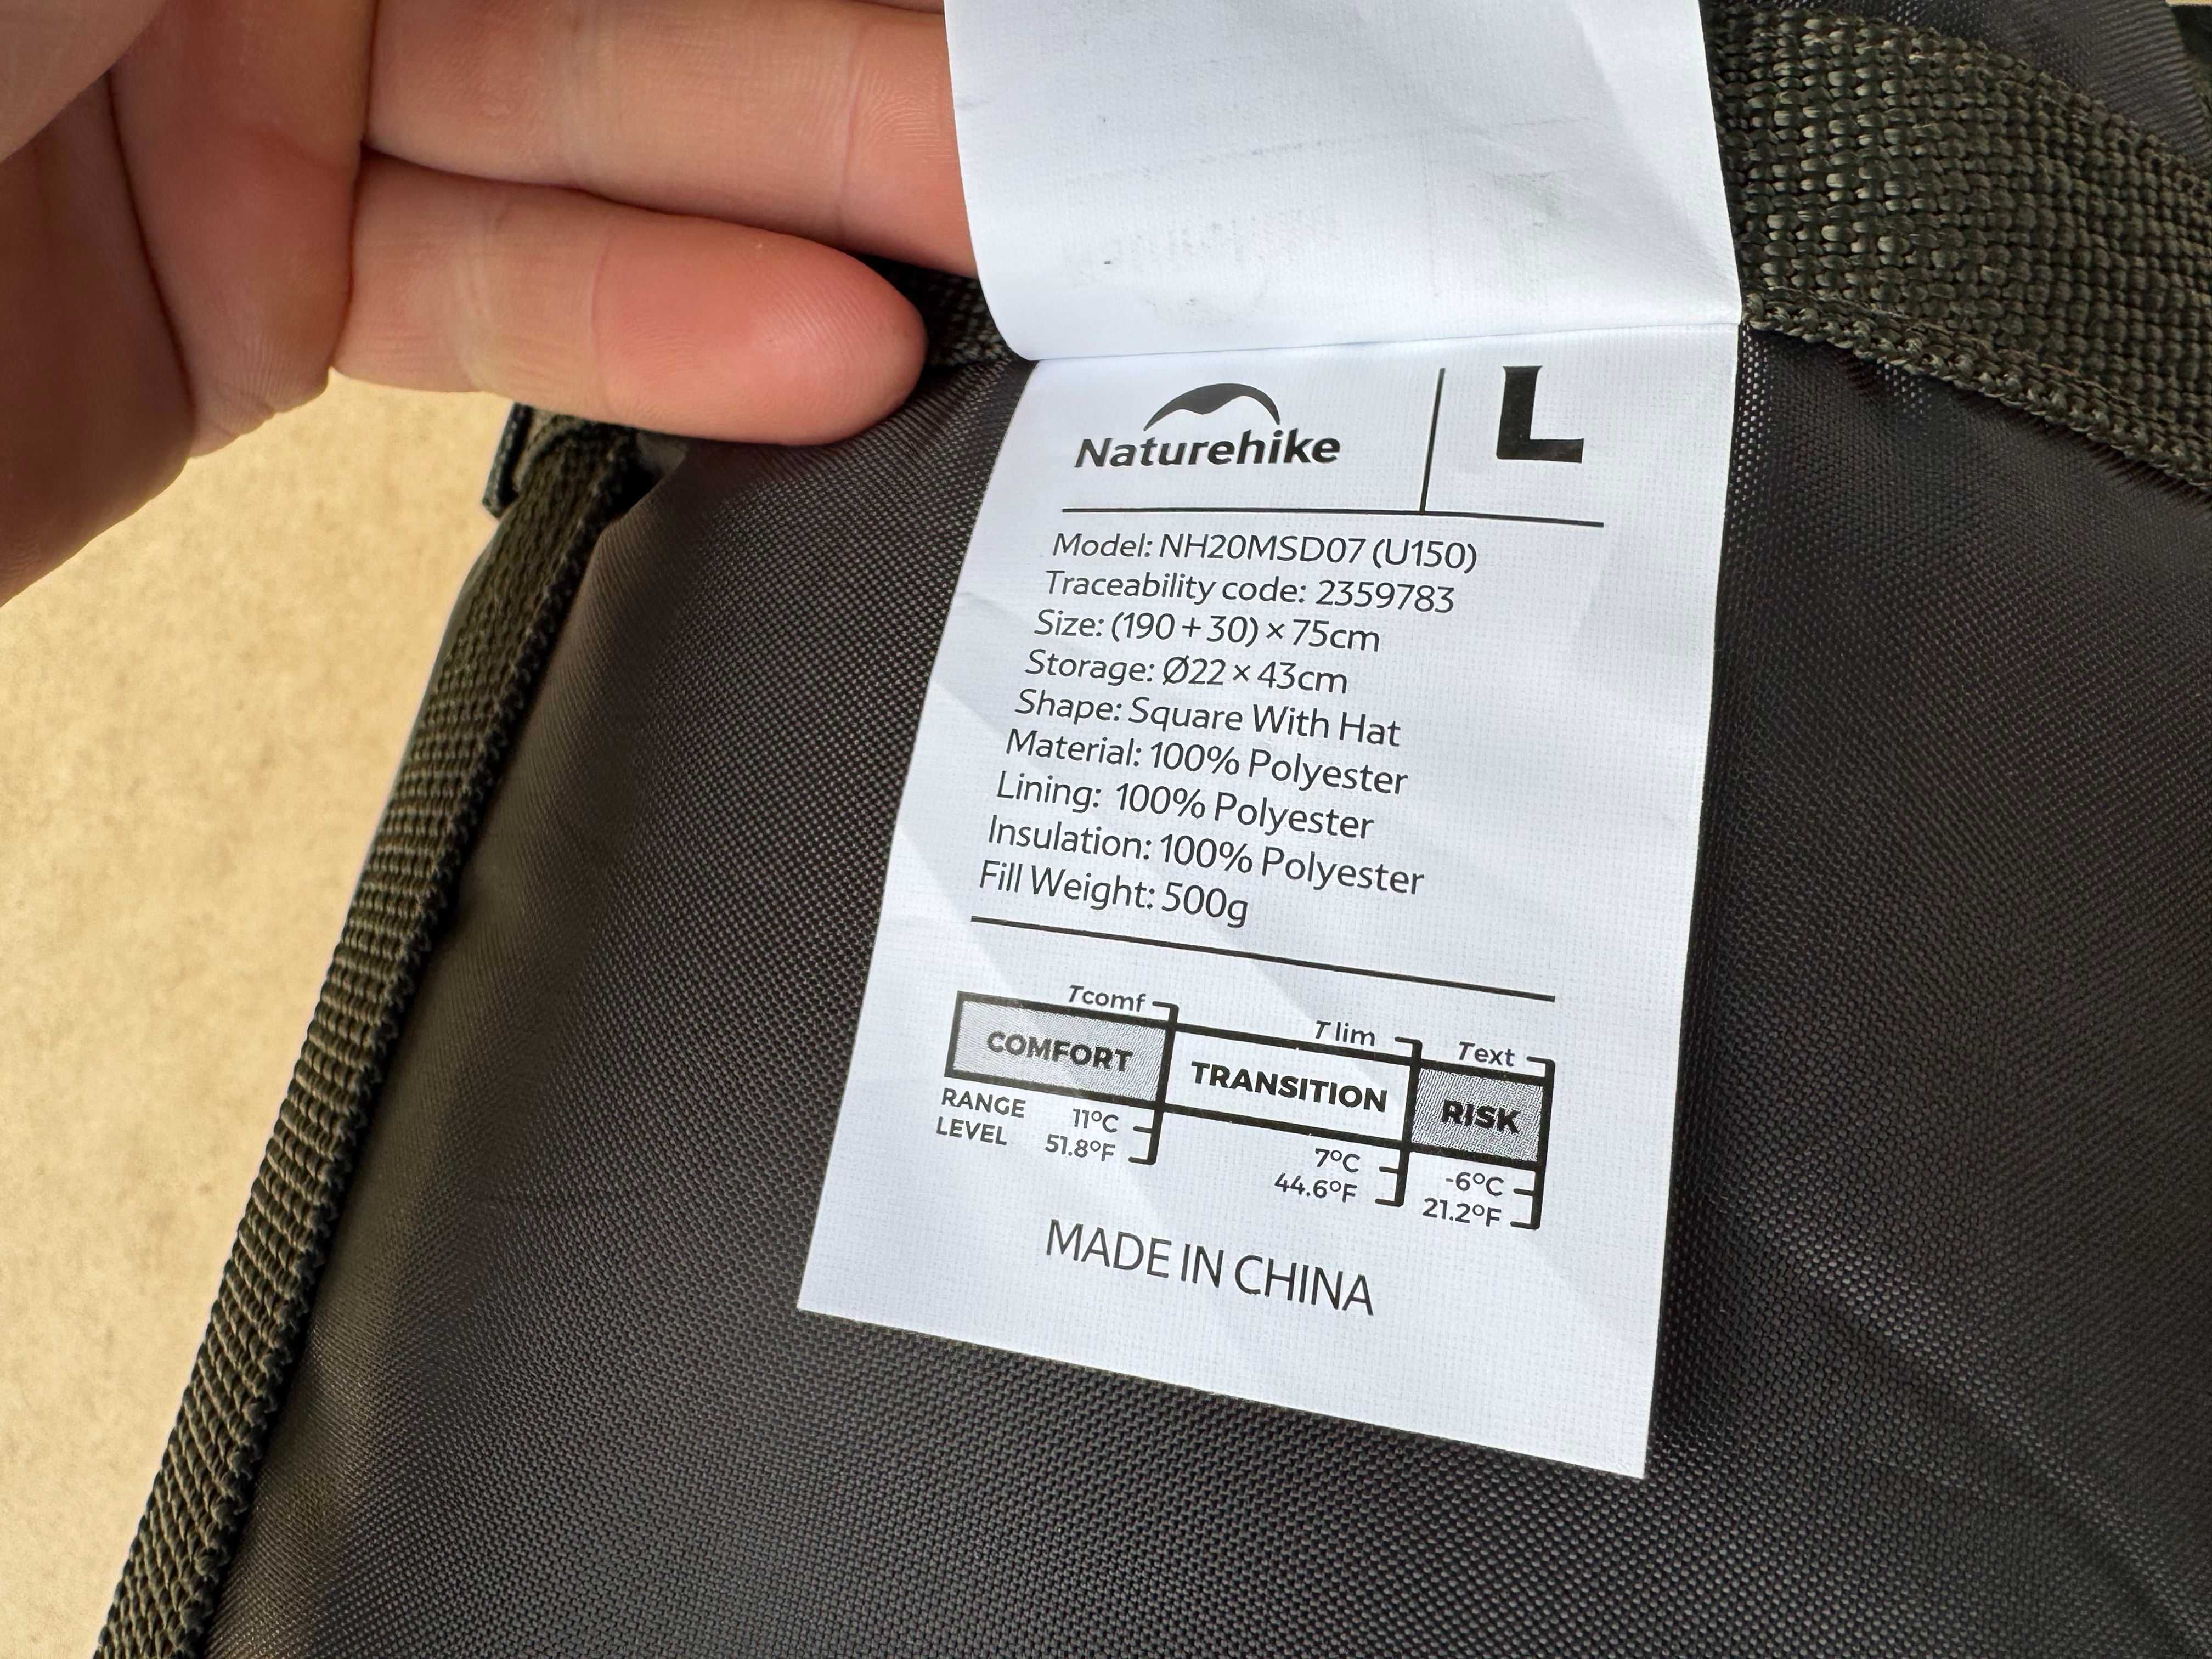 Naturehike
L
Model: NH20MSD07 (U150)
Traceability code: 2359783
Size: (190 + 30) × 75cm
Storage: Ø22 × 43cm
Shape: Square With Hat
Material: 100% Polyester
Lining: 100% Polyester
Insulation: 100% Polyester
Fill Weight: 500g
Tcomf
T lim
Text
COMFORT
TRANSITION
RISK
RANGE
LEVEL
11°C
51.8°F
7°C
44.6°F
-6°C
21.2°F
MADE IN CHINA